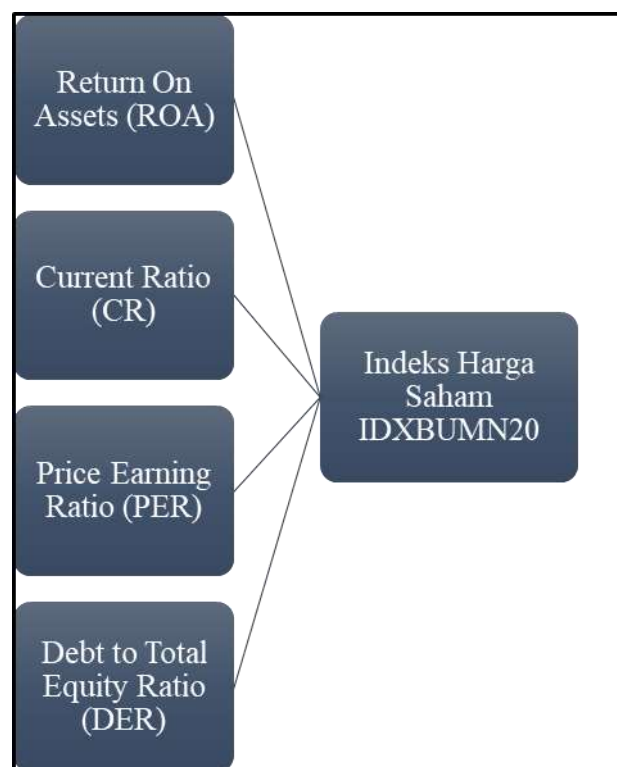 Return On
Assets (ROA)
Current Ratio
(CR)
Price Earning
Ratio (PER)
Debt to Total
Equity Ratio
(DER)
Indeks Harga
Saham
IDXBUMN20